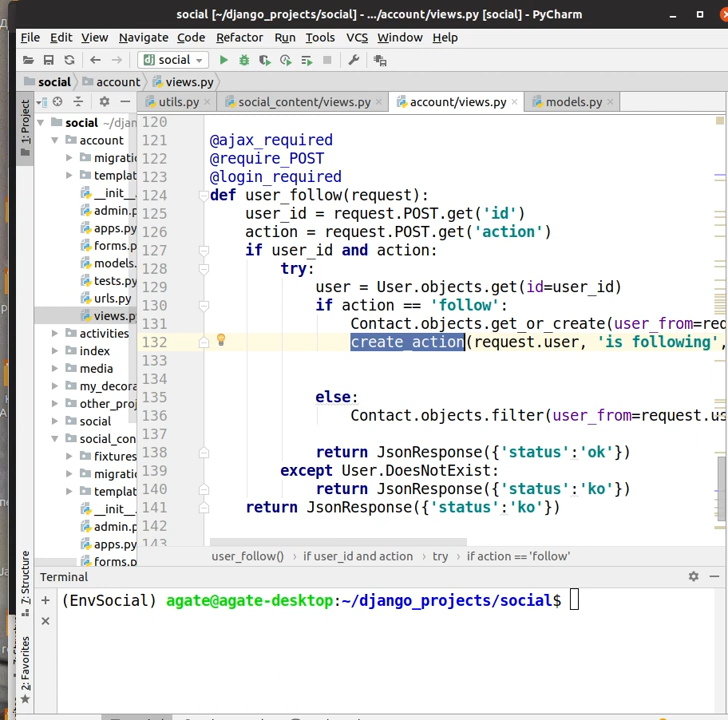 social [~/django_projects/social] - .../account/views.py [social] - PyCharm
File Edit View Navigate Code Refactor Run Tools VCS Window Help
social
social account views.py
1: Project
utils.py social_content/views.py account/views.py models.py
social ~/djan
account
migratio
templat
__init__.
admin.p
apps.py
forms.p
models.
tests.py
urls.py
views.p
activities
index
media
my_decora
other_proj
social
social_con
fixtures
migratio
templat
__init__.
admin.p
apps.py
forms.p
120
121 @ajax_required
122 @require_POST
123 @login_required
124 def user_follow(request):
125 user_id = request.POST.get('id')
126 action = request.POST.get('action')
127 if user_id and action:
128 try:
129 user = User.objects.get(id=user_id)
130 if action == 'follow':
131 Contact.objects.get_or_create(user_from=req
132 create_action(request.user, 'is following',
133
134
135 else:
136 Contact.objects.filter(user_from=request.us
137
138 return JsonResponse({'status':'ok'})
139 except User.DoesNotExist:
140 return JsonResponse({'status':'ko'})
141 return JsonResponse({'status':'ko'})
142
143
user_follow() › if user_id and action › try › if action == 'follow'
7: Structure
2: Favorites
Terminal
(EnvSocial) agate@agate-desktop:~/django_projects/social$